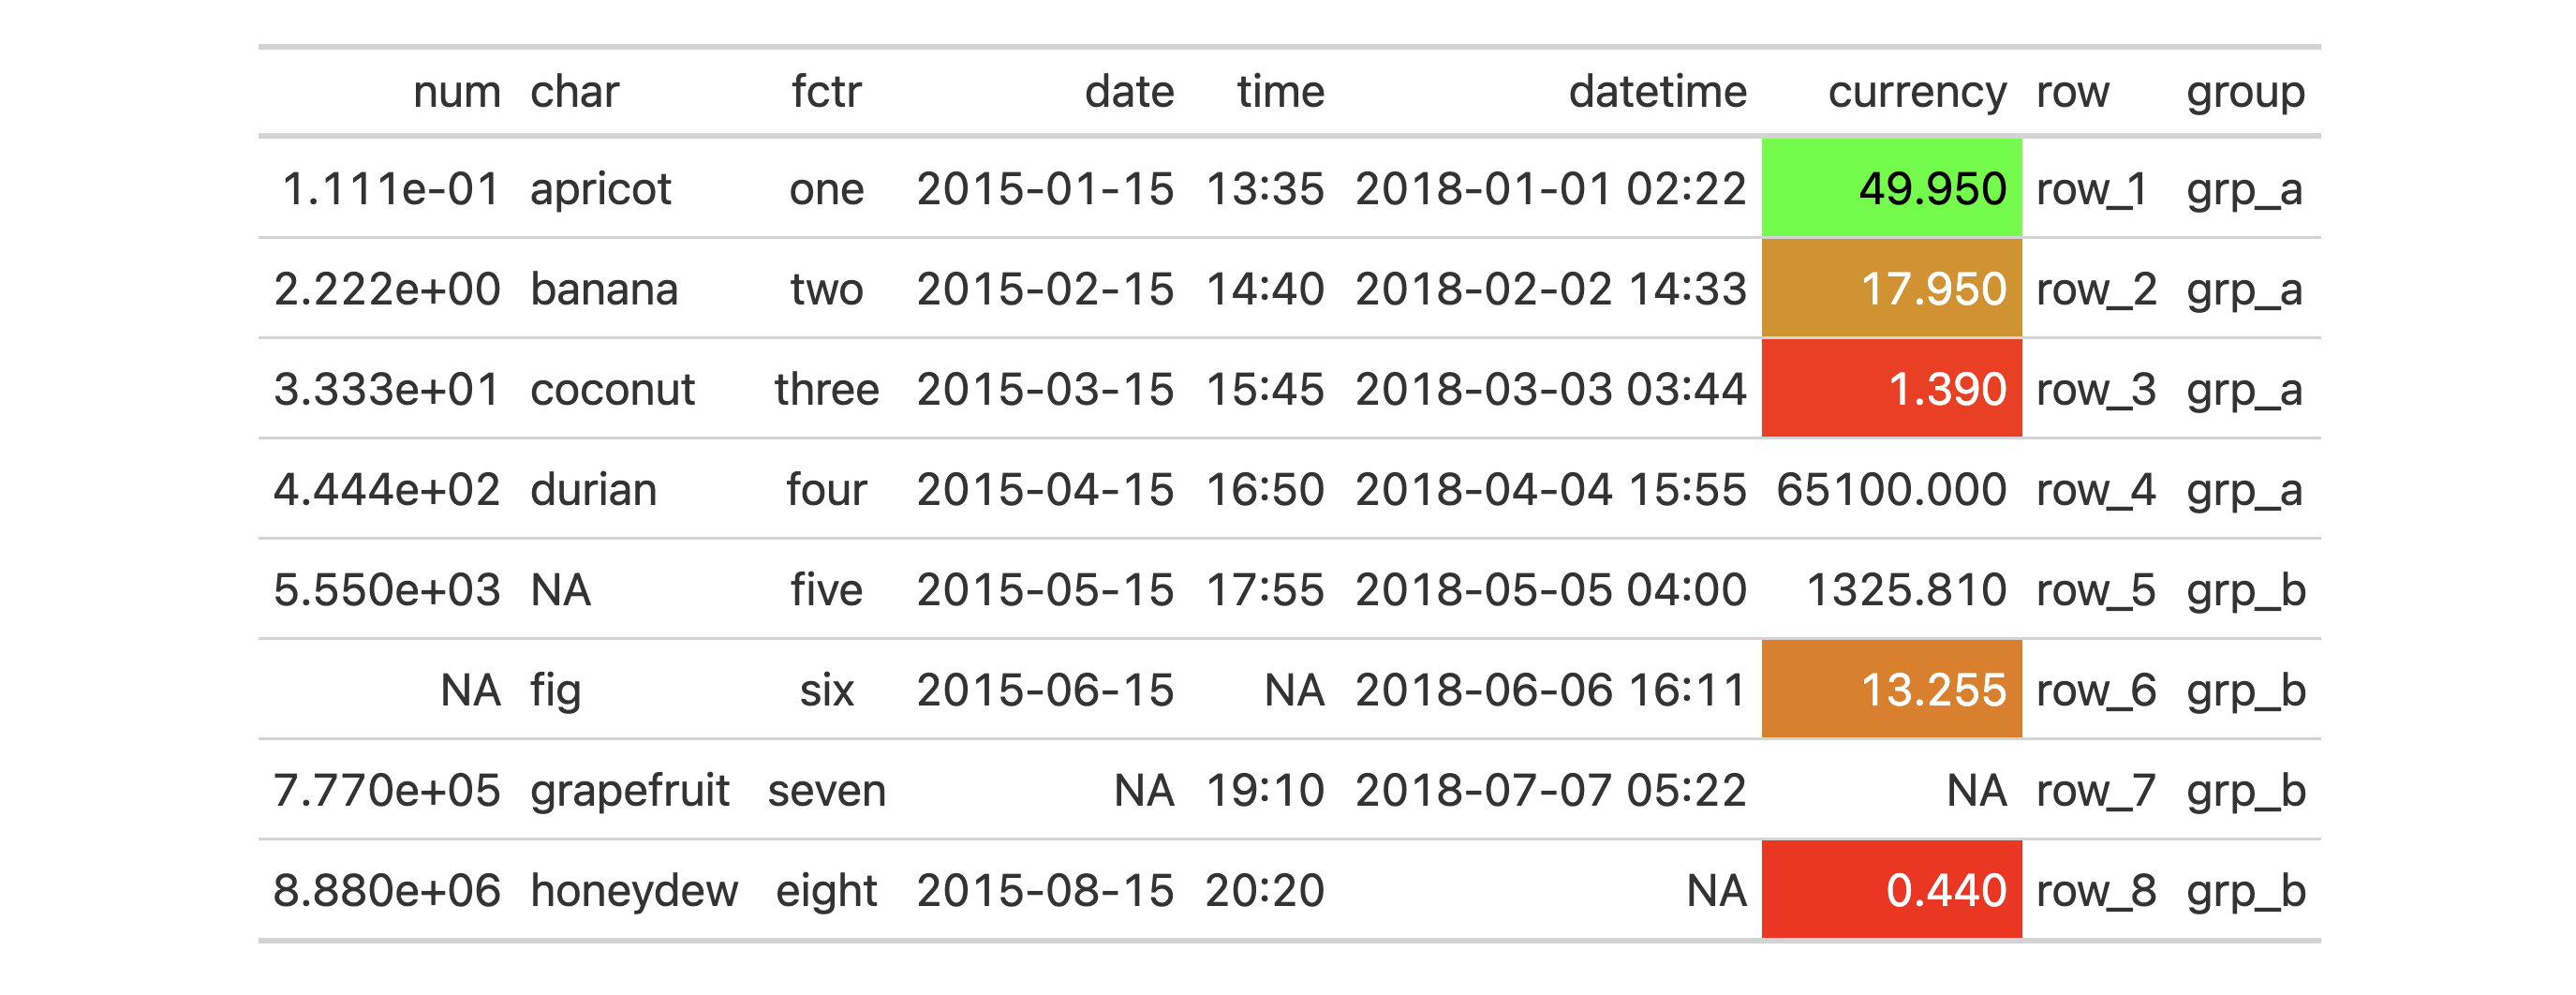 num char fctr date time datetime currency row group
1.111e-01 apricot one 2015-01-15 13:35 2018-01-01 02:22 49.950 row_1 grp_a
2.222e+00 banana two 2015-02-15 14:40 2018-02-02 14:33 17.950 row_2 grp_a
3.333e+01 coconut three 2015-03-15 15:45 2018-03-03 03:44 1.390 row_3 grp_a
4.444e+02 durian four 2015-04-15 16:50 2018-04-04 15:55 65100.000 row_4 grp_a
5.550e+03 NA five 2015-05-15 17:55 2018-05-05 04:00 1325.810 row_5 grp_b
NA fig six 2015-06-15 NA 2018-06-06 16:11 13.255 row_6 grp_b
7.770e+05 grapefruit seven NA 19:10 2018-07-07 05:22 NA row_7 grp_b
8.880e+06 honeydew eight 2015-08-15 20:20 NA 0.440 row_8 grp_b